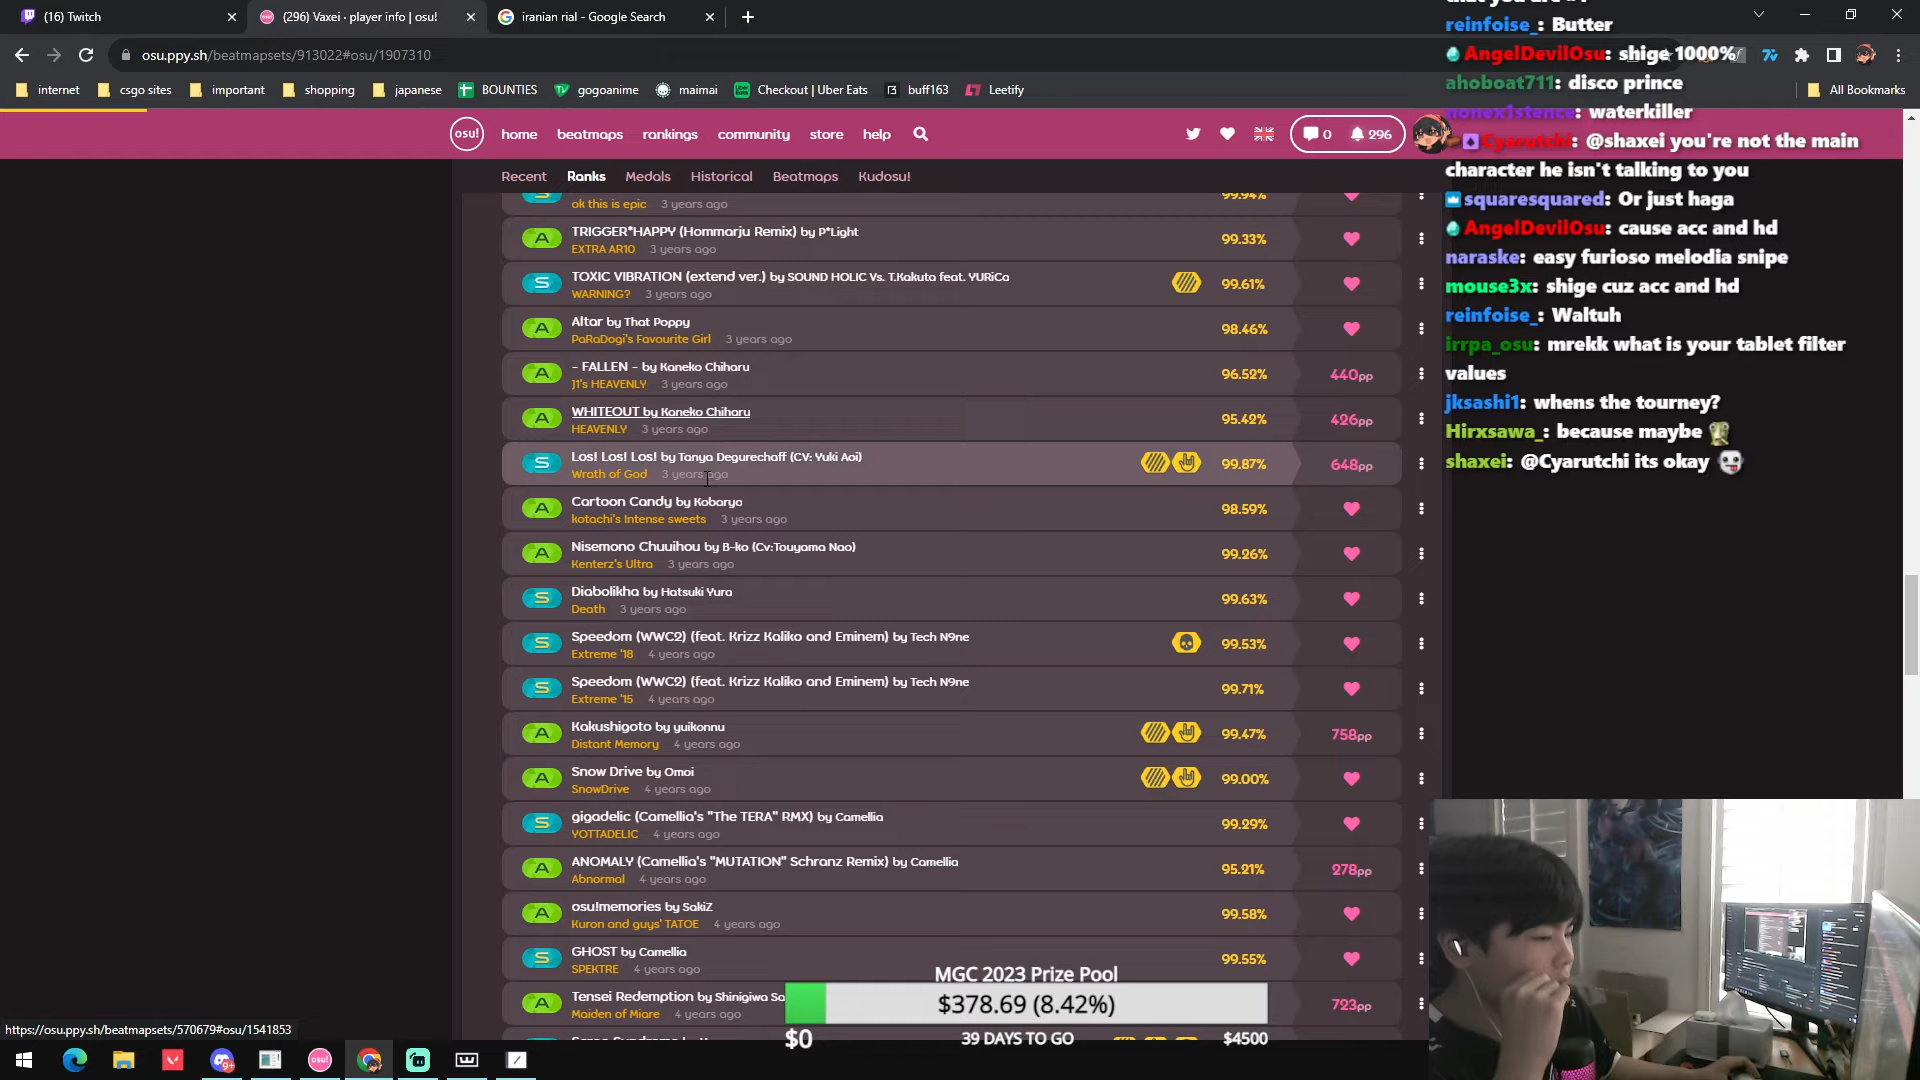 (16) Twitch
(296) Vaxei · player info | osu!
iranian rial - Google Search
osu.ppy.sh/beatmapsets/913022#osu/1907310
internet
csgo sites
important
shopping
japanese
BOUNTIES
gogoanime
maimai
Checkout | Uber Eats
buff163
Leetify
All Bookmarks
osu!
home
beatmaps
rankings
community
store
help
0
296
Recent
Ranks
Medals
Historical
Beatmaps
Kudosu!
S
ok this is epic 3 years ago
99.94%
A
TRIGGER*HAPPY (Hommarju Remix) by P*Light
EXTRA AR10 3 years ago
99.33%
S
TOXIC VIBRATION (extend ver.) by SOUND HOLIC Vs. T.Kakuta feat. YURiCa
WARNING? 3 years ago
99.61%
A
Altar by That Poppy
PaRaDogi's Favourite Girl 3 years ago
98.46%
A
- FALLEN - by Kaneko Chiharu
J1's HEAVENLY 3 years ago
96.52%
440pp
A
WHITEOUT by Kaneko Chiharu
HEAVENLY 3 years ago
95.42%
426pp
S
Los! Los! Los! by Tanya Degurechaff (CV: Yuki Aoi)
Wrath of God 3 years ago
99.87%
648pp
A
Cartoon Candy by Kobaryo
kotachi's Intense sweets 3 years ago
98.59%
A
Nisemono Chuuihou by B-ko (Cv:Touyama Nao)
Kenterz's Ultra 3 years ago
99.26%
S
Diabolikha by Hatsuki Yura
Death 3 years ago
99.63%
S
Speedom (WWC2) (feat. Krizz Kaliko and Eminem) by Tech N9ne
Extreme '18 4 years ago
99.53%
S
Speedom (WWC2) (feat. Krizz Kaliko and Eminem) by Tech N9ne
Extreme '15 4 years ago
99.71%
A
Kakushigoto by yuikonnu
Distant Memory 4 years ago
99.47%
758pp
A
Snow Drive by Omoi
SnowDrive 4 years ago
99.00%
S
gigadelic (Camellia's "The TERA" RMX) by Camellia
YOTTADELIC 4 years ago
99.29%
A
ANOMALY (Camellia's "MUTATION" Schranz Remix) by Camellia
Abnormal 4 years ago
95.21%
278pp
A
osu!memories by SakiZ
Kuron and guys' TATOE 4 years ago
99.58%
S
GHOST by Camellia
SPEKTRE 4 years ago
99.55%
A
Tensei Redemption by Shinigiwa Sa
Maiden of Miare 4 years ago
723pp
MGC 2023 Prize Pool
$378.69 (8.42%)
$0
39 DAYS TO GO
$4500
https://osu.ppy.sh/beatmapsets/570679#osu/1541853
that you are #1
reinfoise_: Butter
AngelDevilOsu: shige 1000%
ahoboat711: disco prince
nonex1stence: waterkiller
Cyarutchi: @shaxei you're not the main
character he isn't talking to you
squaresquared: Or just haga
AngelDevilOsu: cause acc and hd
naraske: easy furioso melodia snipe
mouse3x: shige cuz acc and hd
reinfoise_: Waltuh
irrpa_osu: mrekk what is your tablet filter
values
jksashi1: whens the tourney?
Hirxsawa_: because maybe
shaxei: @Cyarutchi its okay
9+
osu!